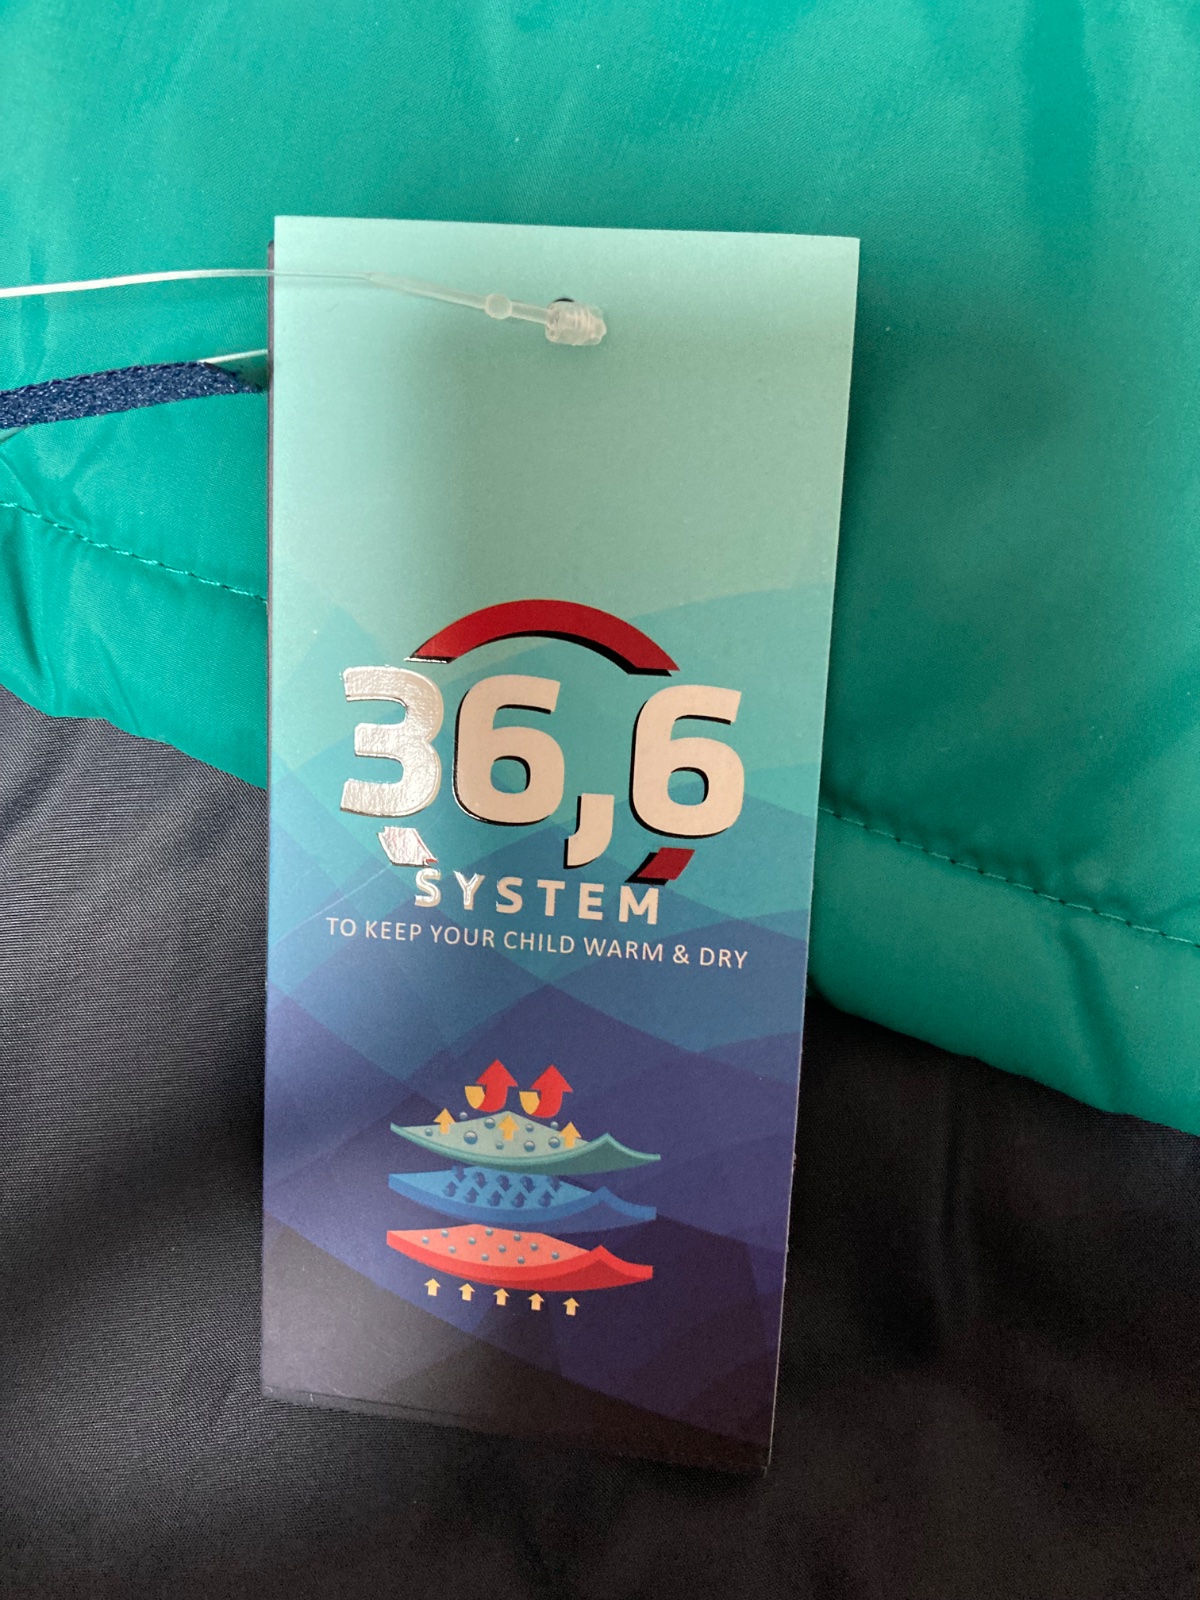 36,6
SYSTEM
TO KEEP YOUR CHILD WARM & DRY